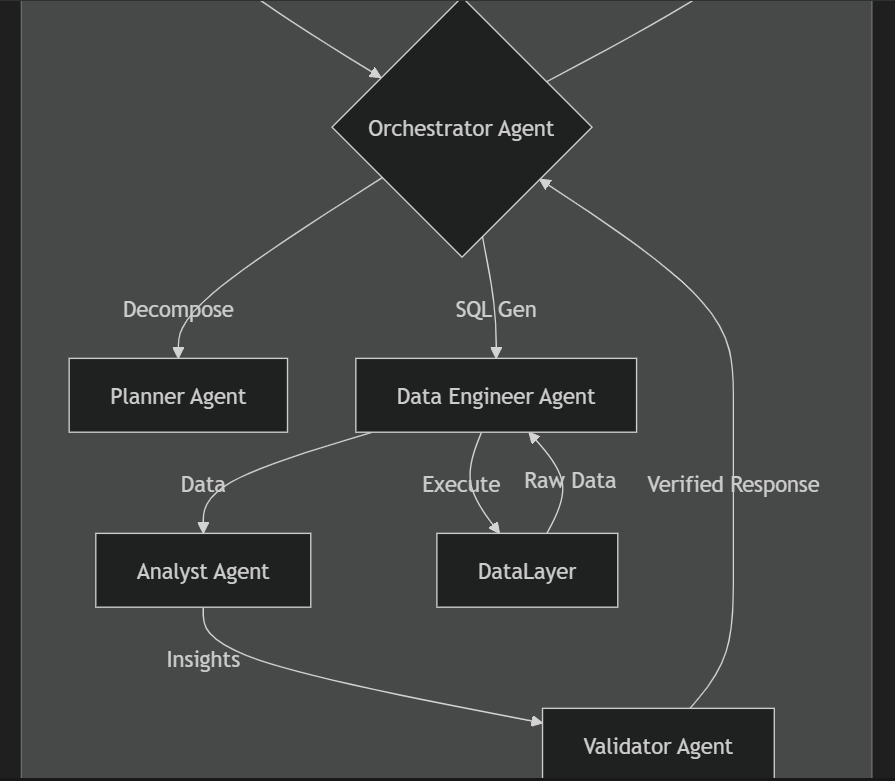 Orchestrator Agent
Decompose
SQL Gen
Planner Agent
Data Engineer Agent
Data
Execute
Raw Data
Verified Response
Analyst Agent
DataLayer
Insights
Validator Agent